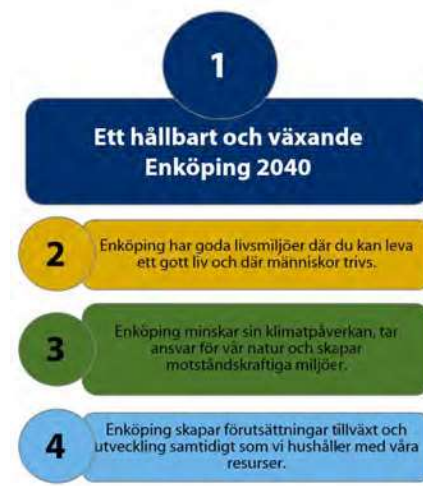 1
Ett hållbart och växande
Enköping 2040
2
Enköping har goda livsmiljöer där du kan leva
ett gott liv och där människor trivs.
3
Enköping minskar sin klimatpåverkan, tar
ansvar för vår natur och skapar
motståndskraftiga miljöer.
4
Enköping skapar förutsättningar tillväxt och
utveckling samtidigt som vi hushåller med våra
resurser.